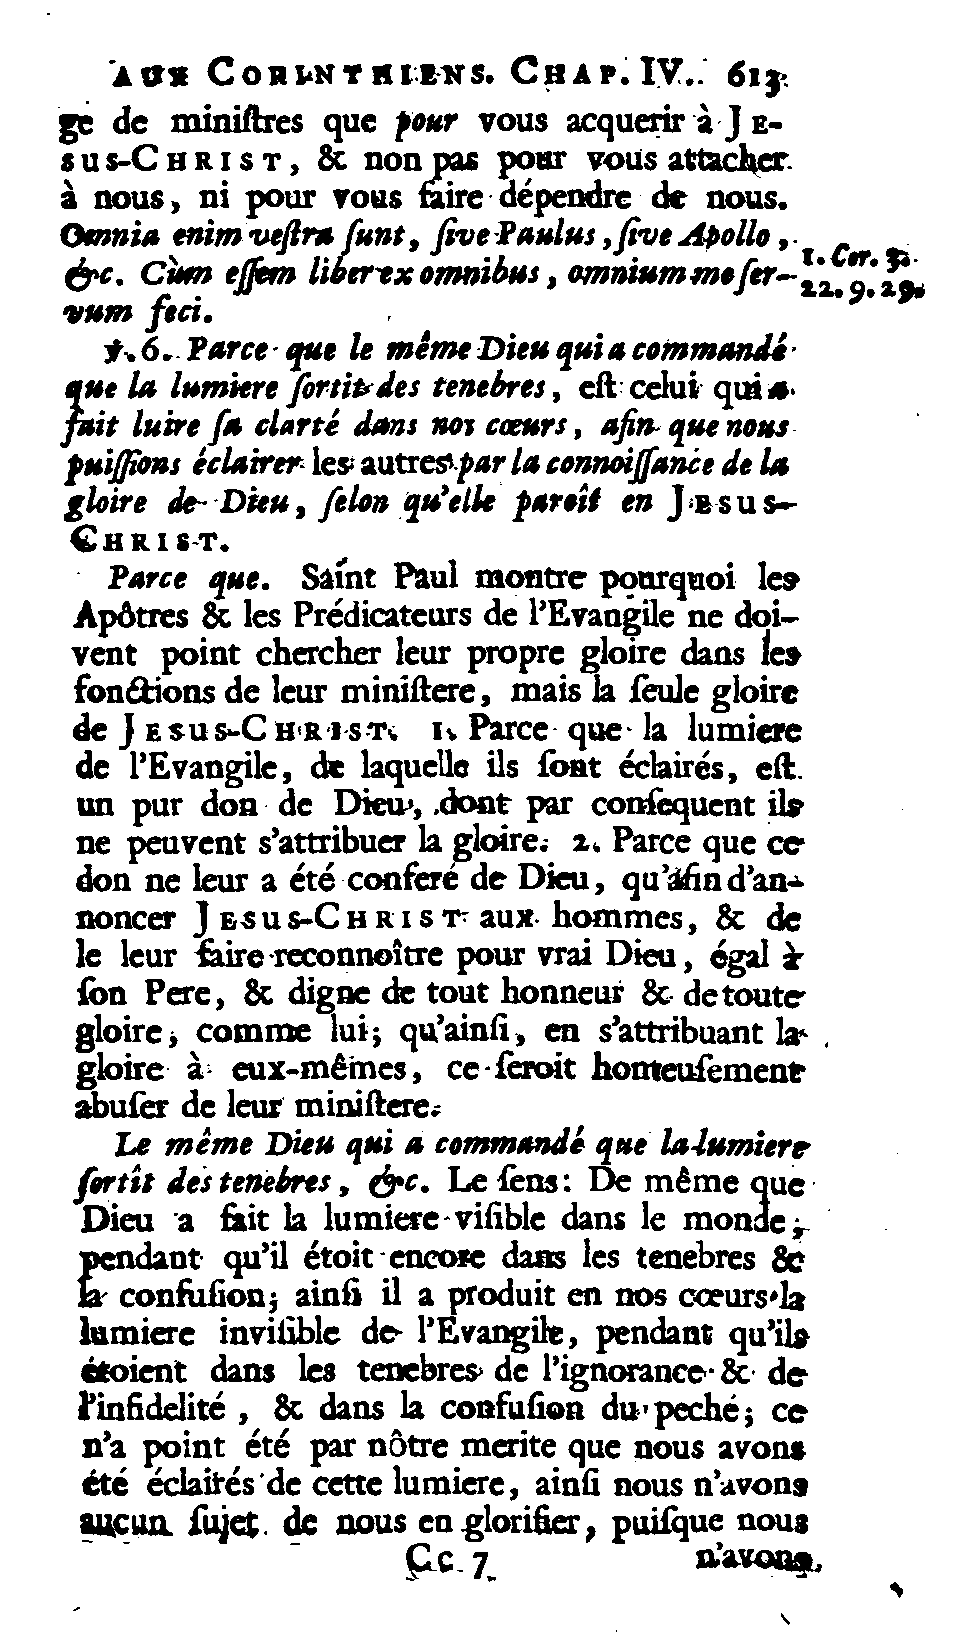 AUX CORINTHIENS. CHAP. IV. 613
ge de miniſtres que pour vous acquerir à JE-
SUS-CHRIST, & non pas pour vous attacher
à nous, ni pour vous faire dépendre de nous.
Omnia enim veſtra ſunt, ſive Paulus, ſive Apollo,
&c. Cùm eſſem liber ex omnibus, omnium me ſer-
vum feci.
1. Cor. 3.
22. 9. 29.
℣. 6. Parce que le même Dieu qui a commandé
que la lumiere ſortit des tenebres, eſt celui qui a
fait luire ſa clarté dans nos cœurs, afin que nous
puiſſions éclairer les autres par la connoiſſance de la
gloire de Dieu, ſelon qu'elle paroît en JESUS-
CHRIST.
Parce que. Saint Paul montre pourquoi les
Apôtres & les Prédicateurs de l'Evangile ne doi-
vent point chercher leur propre gloire dans les
fonctions de leur miniſtere, mais la ſeule gloire
de JESUS-CHRIST. 1. Parce que la lumiere
de l'Evangile, de laquelle ils ſont éclairés, eſt
un pur don de Dieu, dont par conſequent ils
ne peuvent s'attribuer la gloire. 2. Parce que ce
don ne leur a été conferé de Dieu, qu'afin d'an-
noncer JESUS-CHRIST aux hommes, & de
le leur faire reconnoître pour vrai Dieu, égal à
ſon Pere, & digne de tout honneur & de toute
gloire, comme lui; qu'ainſi, en s'attribuant la
gloire à eux-mêmes, ce ſeroit honteuſement
abuſer de leur miniſtere.
Le même Dieu qui a commandé que la lumiere
ſortît des tenebres, &c. Le ſens: De même que
Dieu a fait la lumiere viſible dans le monde,
pendant qu'il étoit encore dans les tenebres &
la confuſion; ainſi il a produit en nos cœurs la
lumiere inviſible de l'Evangile, pendant qu'ils
étoient dans les tenebres de l'ignorance & de
l'infidelité, & dans la confuſion du peché; ce
n'a point été par nôtre merite que nous avons
été éclairés de cette lumiere, ainſi nous n'avons
aucun ſujet de nous en glorifier, puiſque nous
Cc 7 n'avons